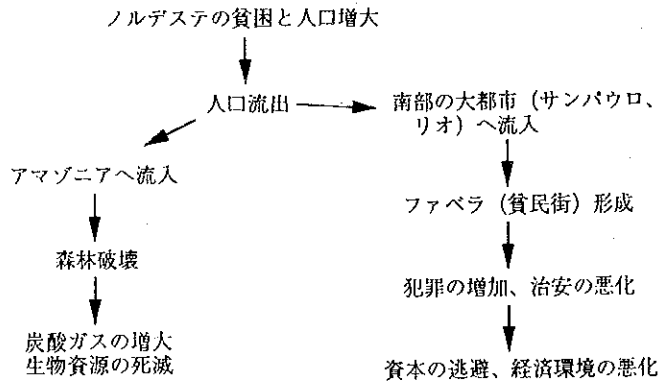 ノルデステの貧困と人口増大
人口流出
南部の大都市（サンパウロ、
リオ）へ流入
アマゾニアへ流入
ファベラ（貧民街）形成
森林破壊
犯罪の増加、治安の悪化
炭酸ガスの増大
生物資源の死滅
資本の逃避、経済環境の悪化